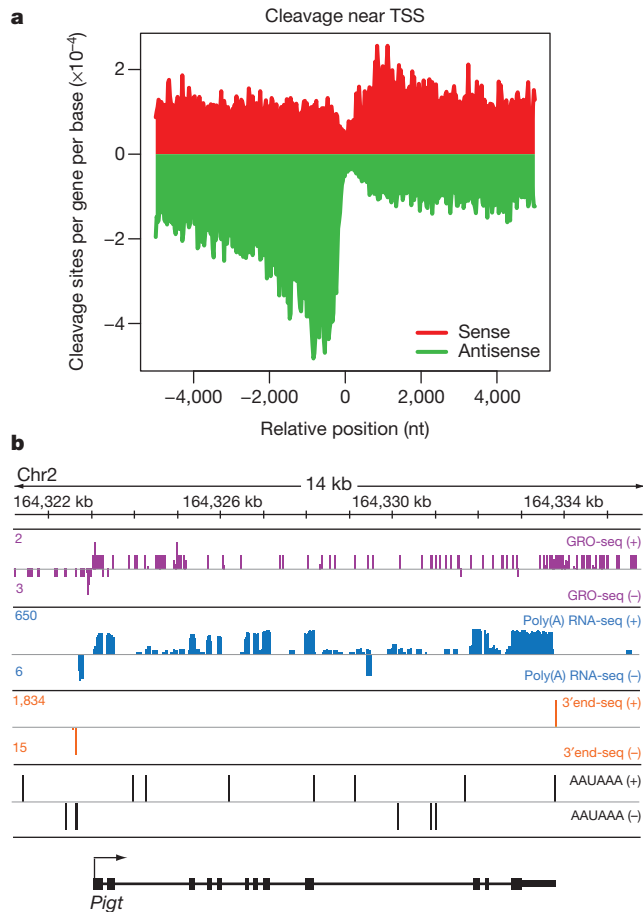 a
Cleavage near TSS
Cleavage sites per gene per base (×10⁻⁴)
2
0
−2
−4
Sense
Antisense
−4,000 −2,000 0 2,000 4,000
Relative position (nt)
b
Chr2
14 kb
164,322 kb 164,326 kb 164,330 kb 164,334 kb
2 GRO-seq (+)
3 GRO-seq (−)
650 Poly(A) RNA-seq (+)
6 Poly(A) RNA-seq (−)
1,834 3′end-seq (+)
15 3′end-seq (−)
AAUAAA (+)
AAUAAA (−)
Pigt